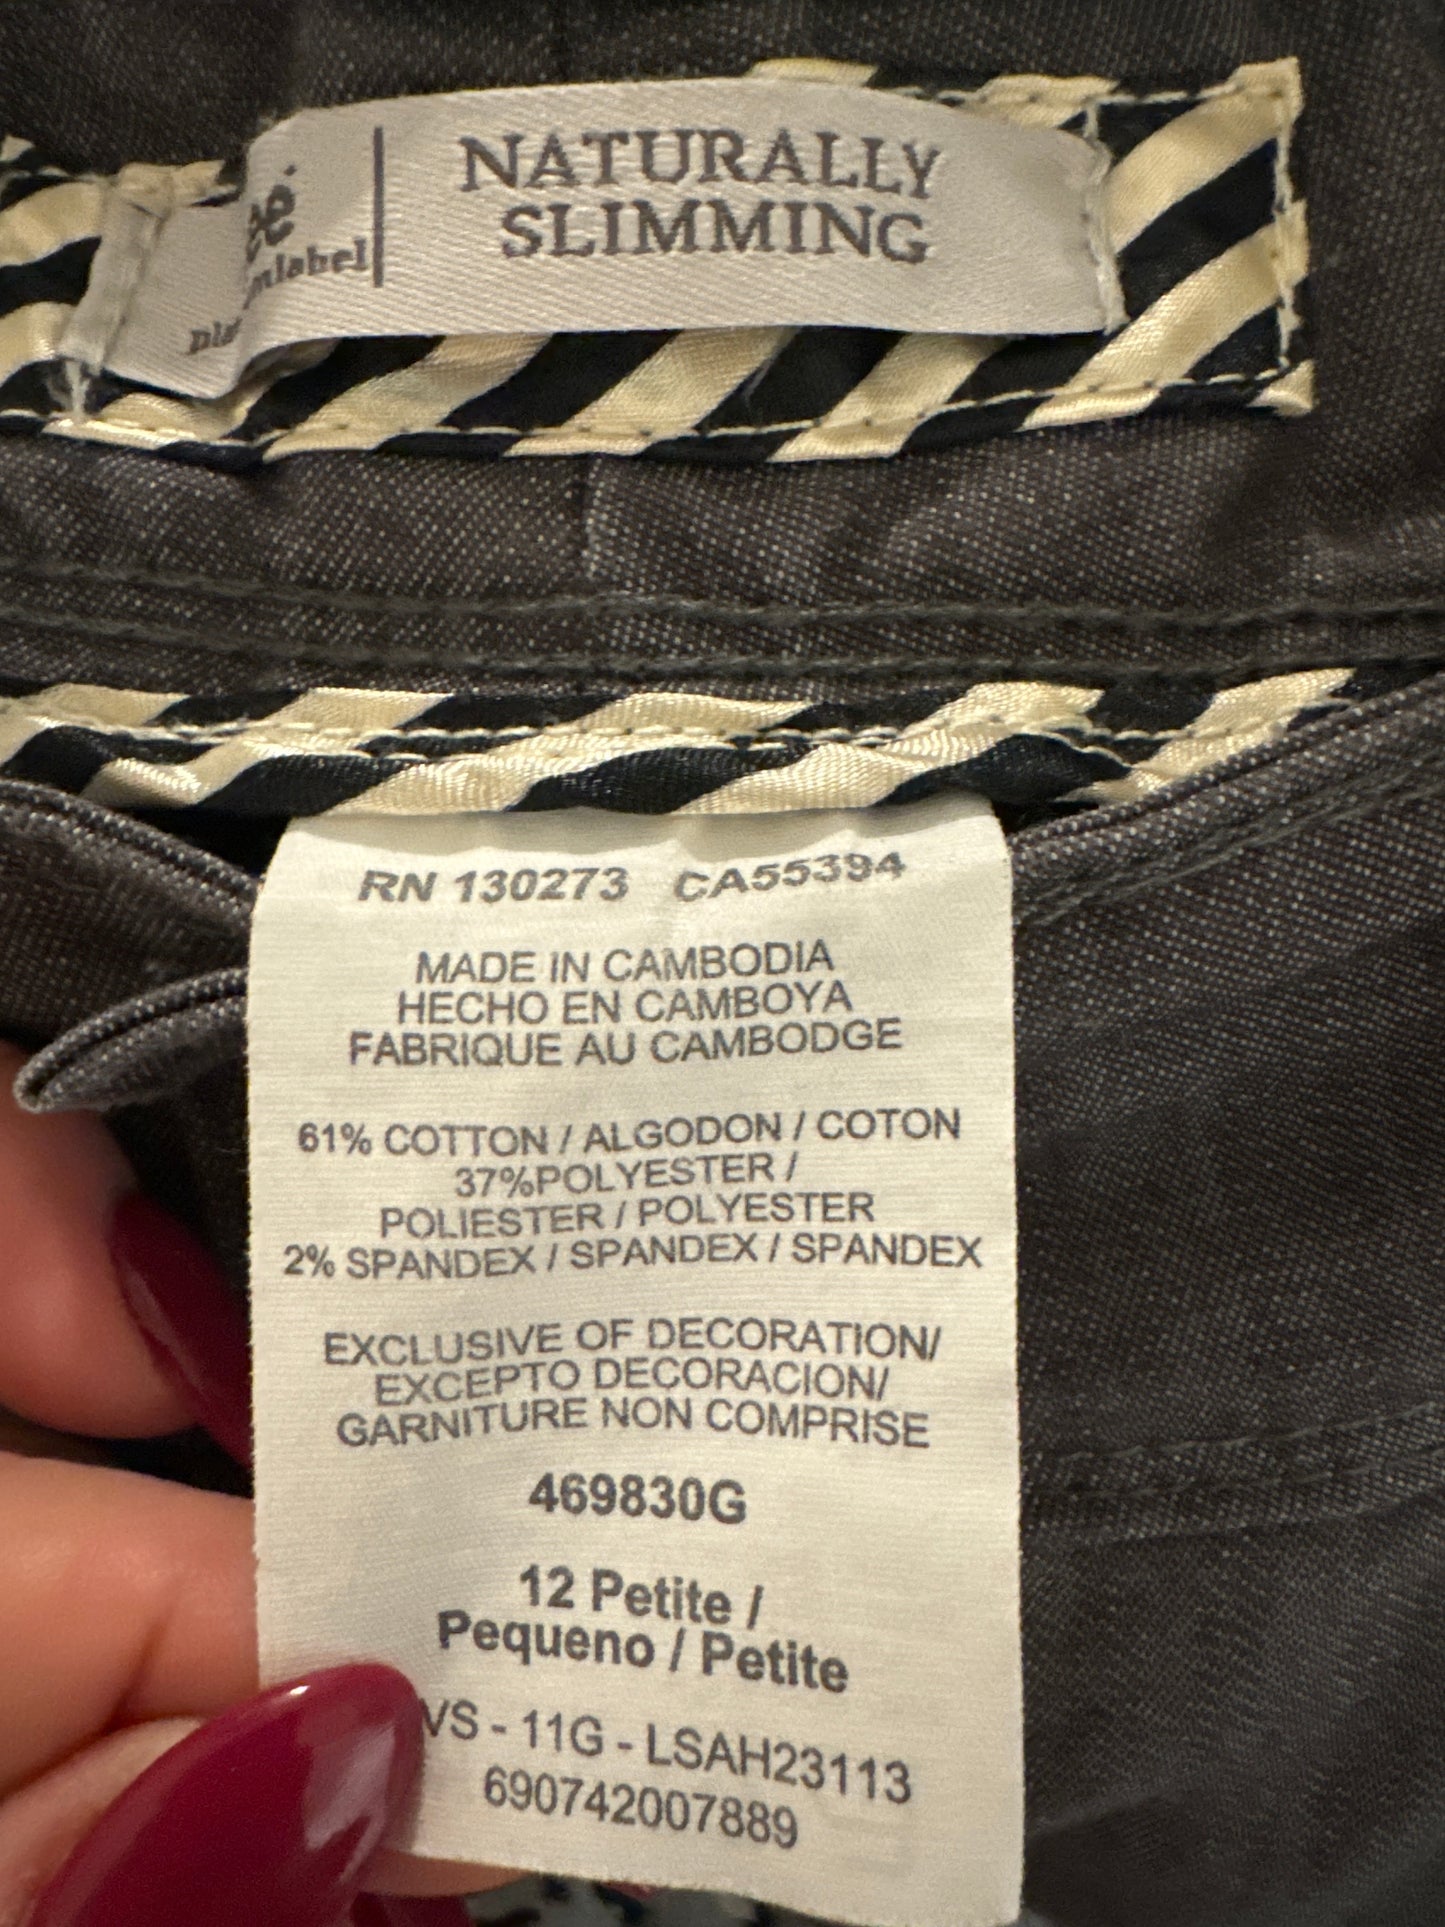 NATURALLY
SLIMMING
RN 130273 CA55394
MADE IN CAMBODIA
HECHO EN CAMBOYA
FABRIQUE AU CAMBODGE
61% COTTON / ALGODON / COTON
37%POLYESTER /
POLIESTER / POLYESTER
2% SPANDEX / SPANDEX / SPANDEX
EXCLUSIVE OF DECORATION/
EXCEPTO DECORACION/
GARNITURE NON COMPRISE
469830G
12 Petite /
Pequeno / Petite
VS - 11G - LSAH23113
690742007889